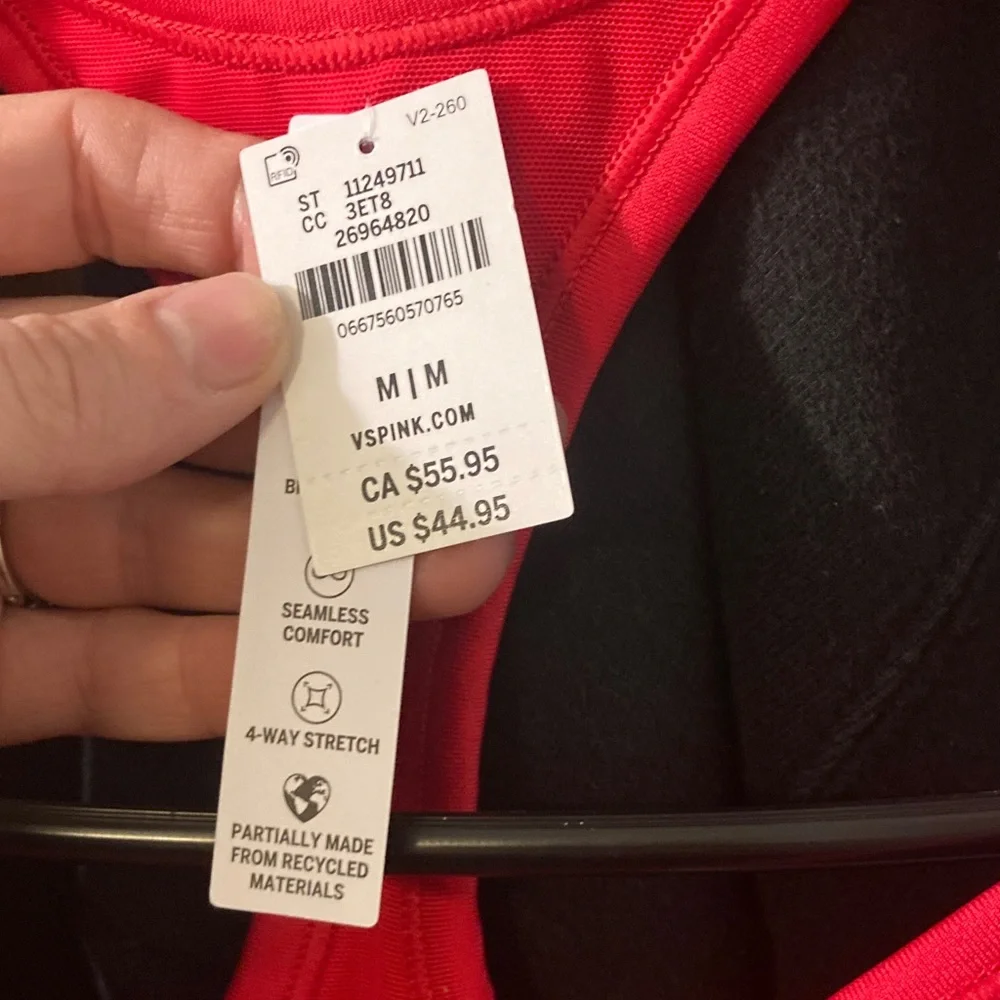 V2-260
RFID
ST 11249711
CC 3ET8
26964820
0667560570765
M | M
VSPINK.COM
CA $55.95
US $44.95
SEAMLESS
COMFORT
4-WAY STRETCH
PARTIALLY MADE
FROM RECYCLED
MATERIALS